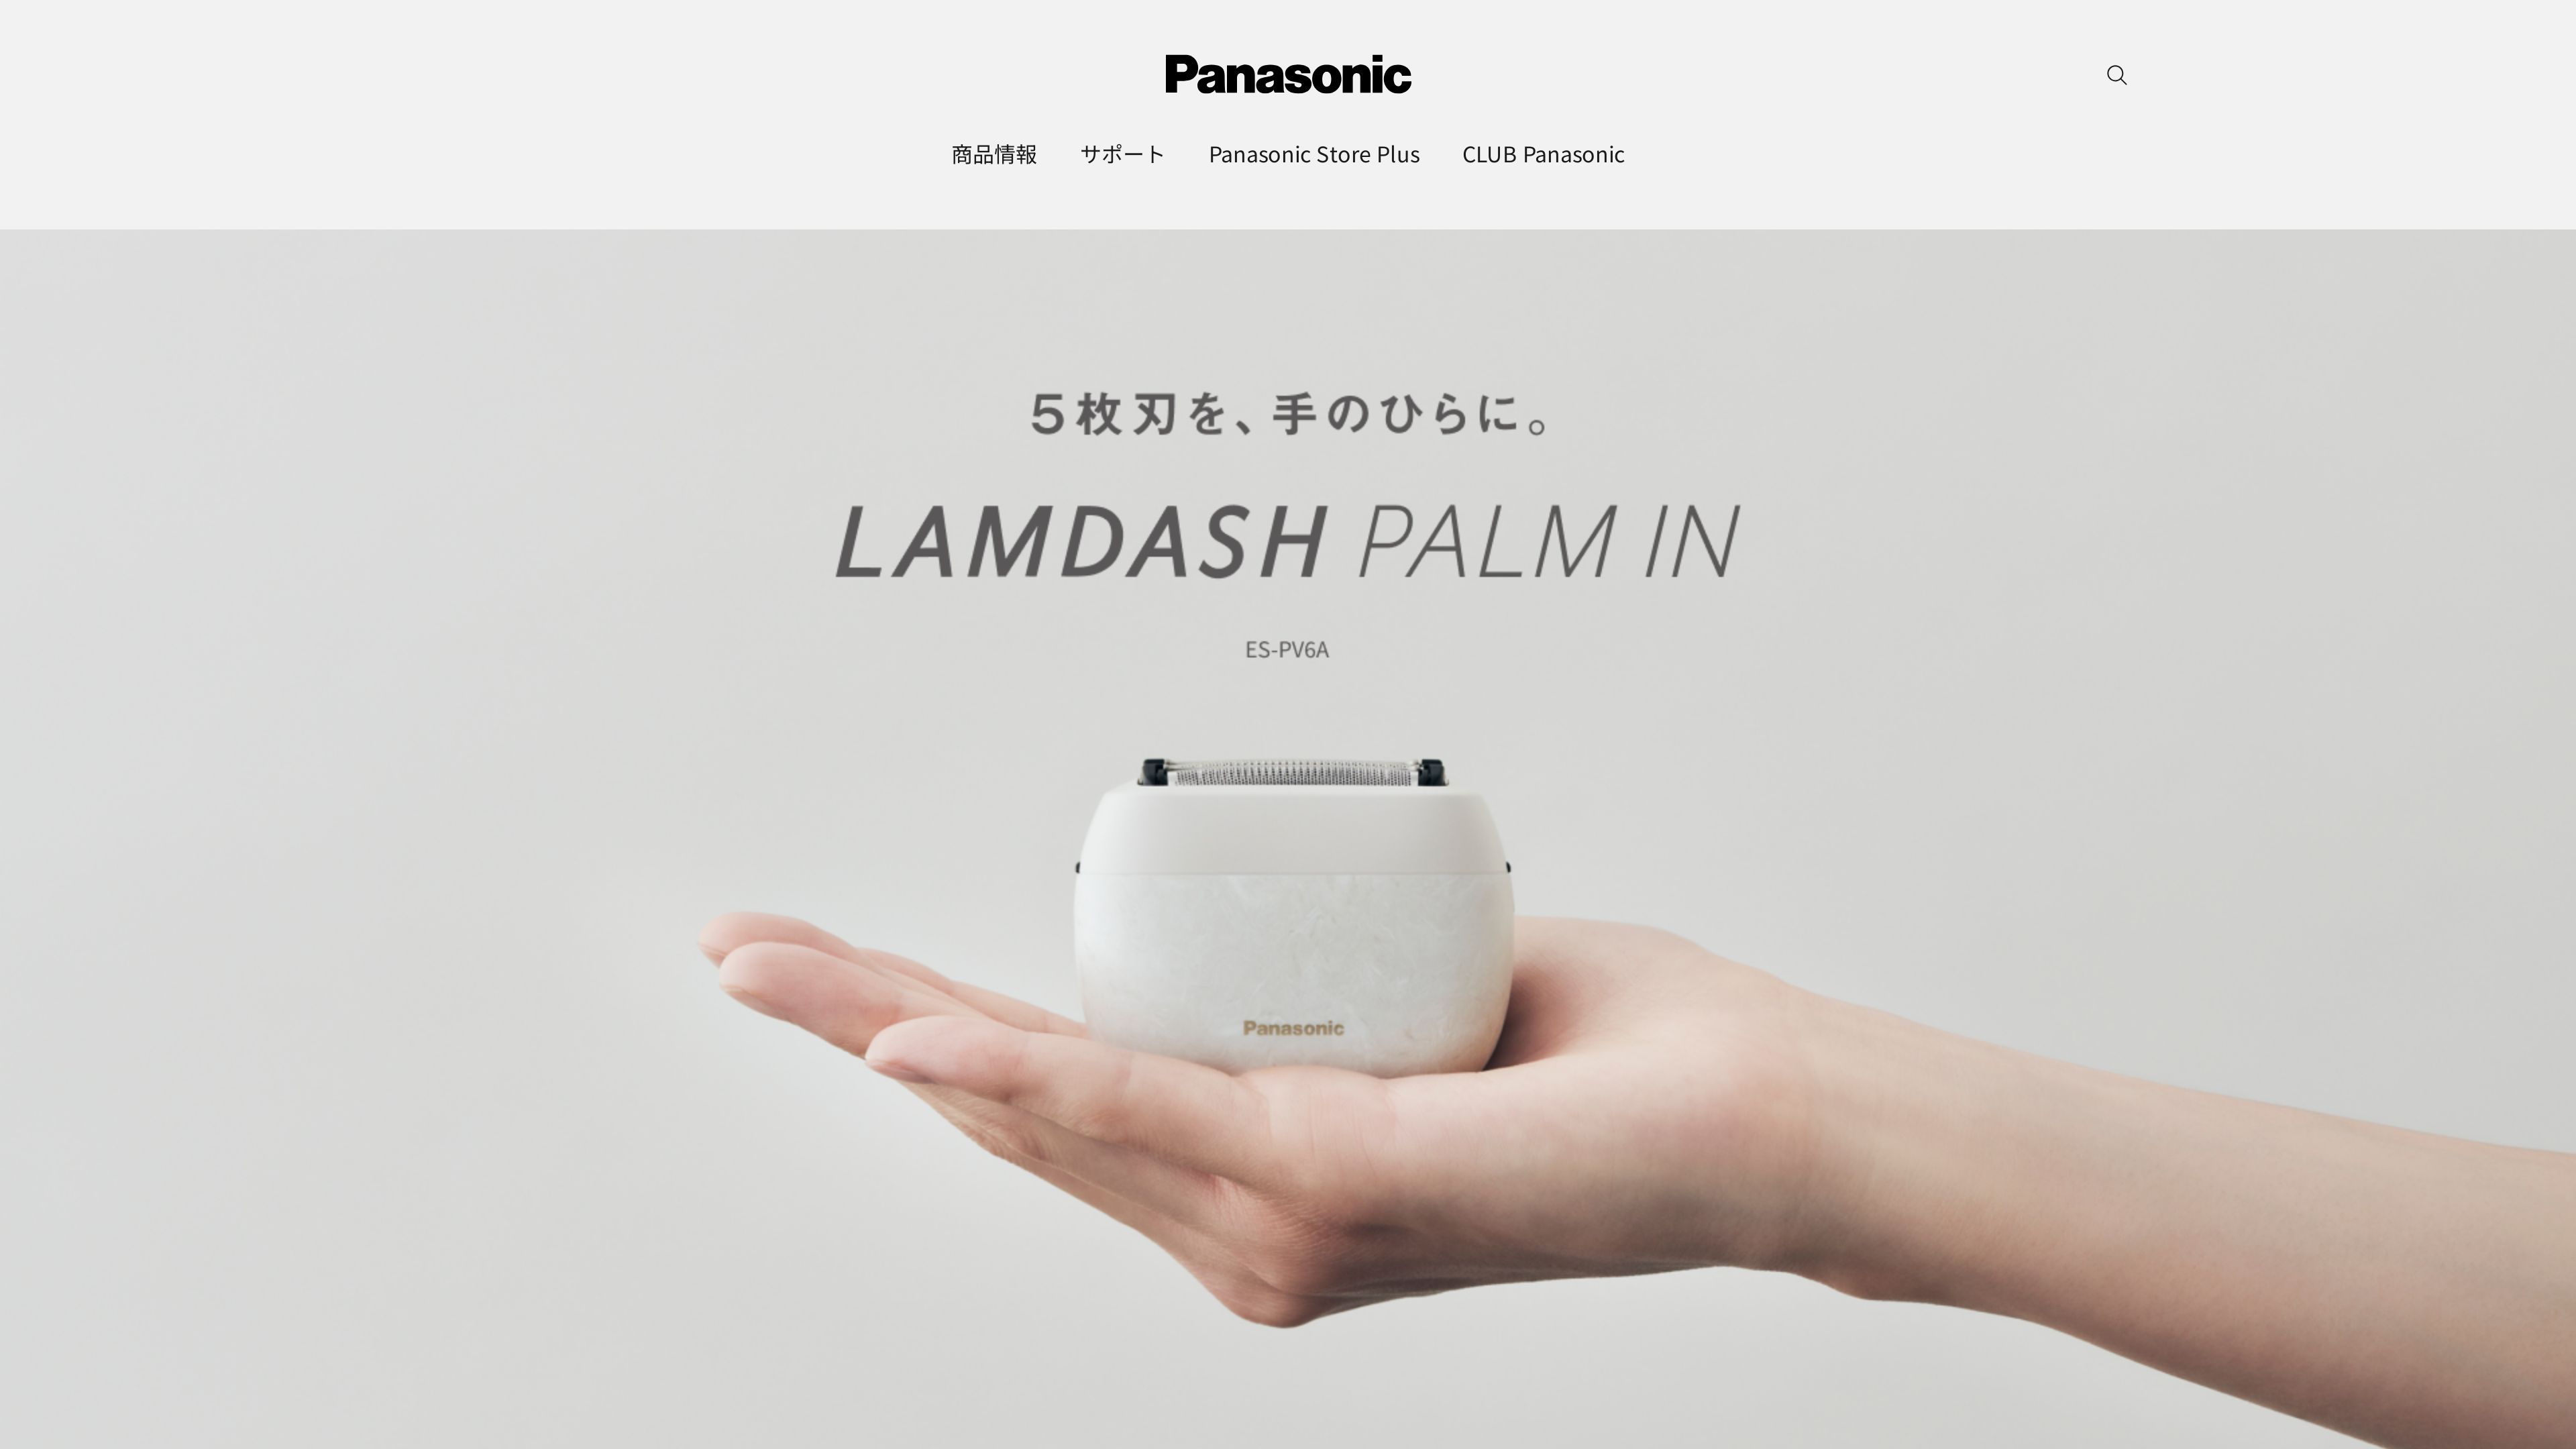 Panasonic
商品情報 サポート Panasonic Store Plus CLUB Panasonic
5枚刃を、手のひらに。
LAMDASH PALM IN
ES-PV6A
Panasonic